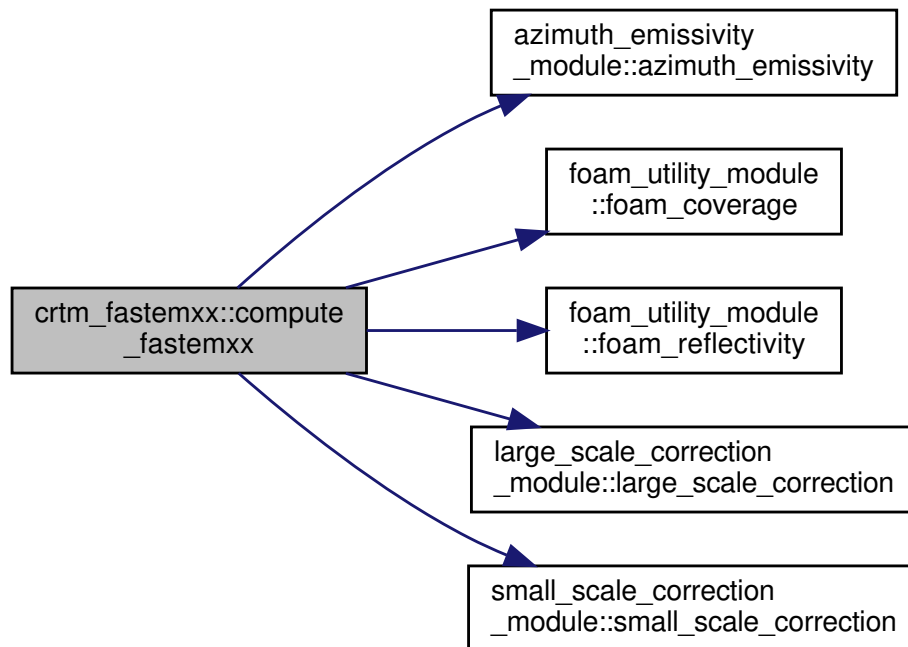 azimuth_emissivity
_module::azimuth_emissivity
foam_utility_module
::foam_coverage
crtm_fastemxx::compute
_fastemxx
foam_utility_module
::foam_reflectivity
large_scale_correction
_module::large_scale_correction
small_scale_correction
_module::small_scale_correction